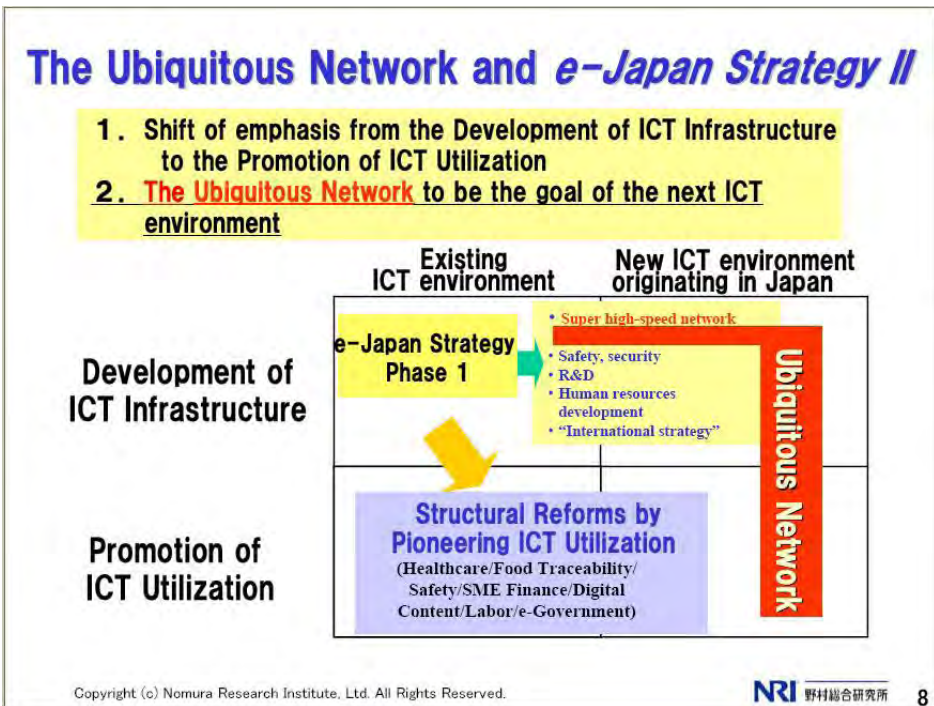 The Ubiquitous Network and e-Japan Strategy II
1. Shift of emphasis from the Development of ICT Infrastructure
to the Promotion of ICT Utilization
2. The Ubiquitous Network to be the goal of the next ICT
environment
Existing
ICT environment
New ICT environment
originating in Japan
Development of
ICT Infrastructure
e-Japan Strategy
Phase 1
• Super high-speed network
• Safety, security
• R&D
• Human resources
development
• “International strategy”
Ubiquitous Network
Promotion of
ICT Utilization
Structural Reforms by
Pioneering ICT Utilization
(Healthcare/Food Traceability/
Safety/SME Finance/Digital
Content/Labor/e-Government)
Copyright (c) Nomura Research Institute, Ltd. All Rights Reserved.
NRI 野村総合研究所
8